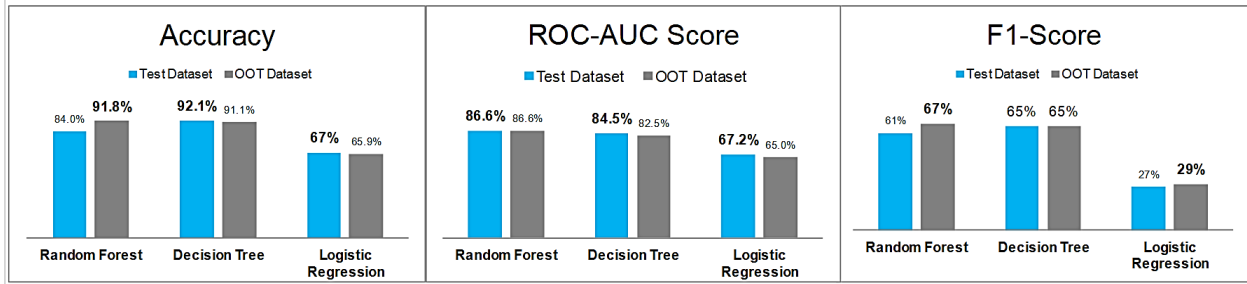 Accuracy
Test Dataset OOT Dataset
84.0% 91.8% 92.1% 91.1% 67% 65.9%
Random Forest Decision Tree Logistic
Regression
ROC-AUC Score
Test Dataset OOT Dataset
86.6% 86.6% 84.5% 82.5% 67.2% 65.0%
Random Forest Decision Tree Logistic
Regression
F1-Score
Test Dataset OOT Dataset
61% 67% 65% 65% 27% 29%
Random Forest Decision Tree Logistic
Regression